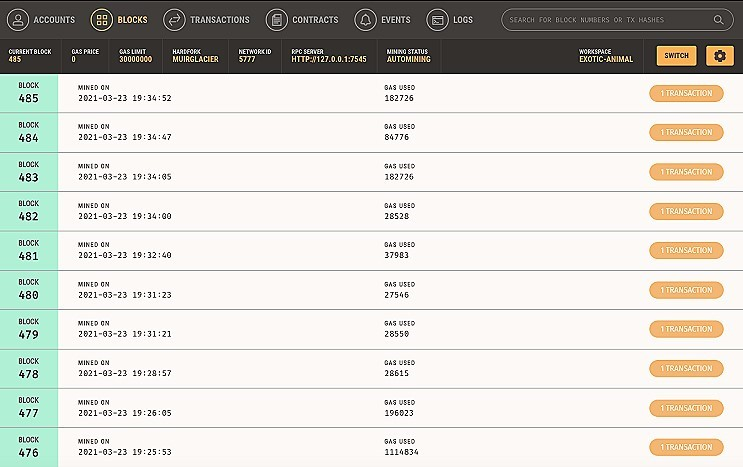 ACCOUNTS BLOCKS TRANSACTIONS CONTRACTS EVENTS LOGS SEARCH FOR BLOCK NUMBERS OR TX HASHES
CURRENT BLOCK GAS PRICE GAS LIMIT HARDFORK NETWORK ID RPC SERVER MINING STATUS WORKSPACE SWITCH
485 0 30000000 MUIRGLACIER 5777 HTTP://127.0.0.1:7545 AUTOMINING EXOTIC-ANIMAL
BLOCK MINED ON GAS USED
485 2021-03-23 19:34:52 182726 1 TRANSACTION
BLOCK MINED ON GAS USED
484 2021-03-23 19:34:47 84776 1 TRANSACTION
BLOCK MINED ON GAS USED
483 2021-03-23 19:34:05 182726 1 TRANSACTION
BLOCK MINED ON GAS USED
482 2021-03-23 19:34:00 28528 1 TRANSACTION
BLOCK MINED ON GAS USED
481 2021-03-23 19:32:40 37983 1 TRANSACTION
BLOCK MINED ON GAS USED
480 2021-03-23 19:31:23 27546 1 TRANSACTION
BLOCK MINED ON GAS USED
479 2021-03-23 19:31:21 28550 1 TRANSACTION
BLOCK MINED ON GAS USED
478 2021-03-23 19:28:57 28615 1 TRANSACTION
BLOCK MINED ON GAS USED
477 2021-03-23 19:26:05 196023 1 TRANSACTION
BLOCK MINED ON GAS USED
476 2021-03-23 19:25:53 1114834 1 TRANSACTION